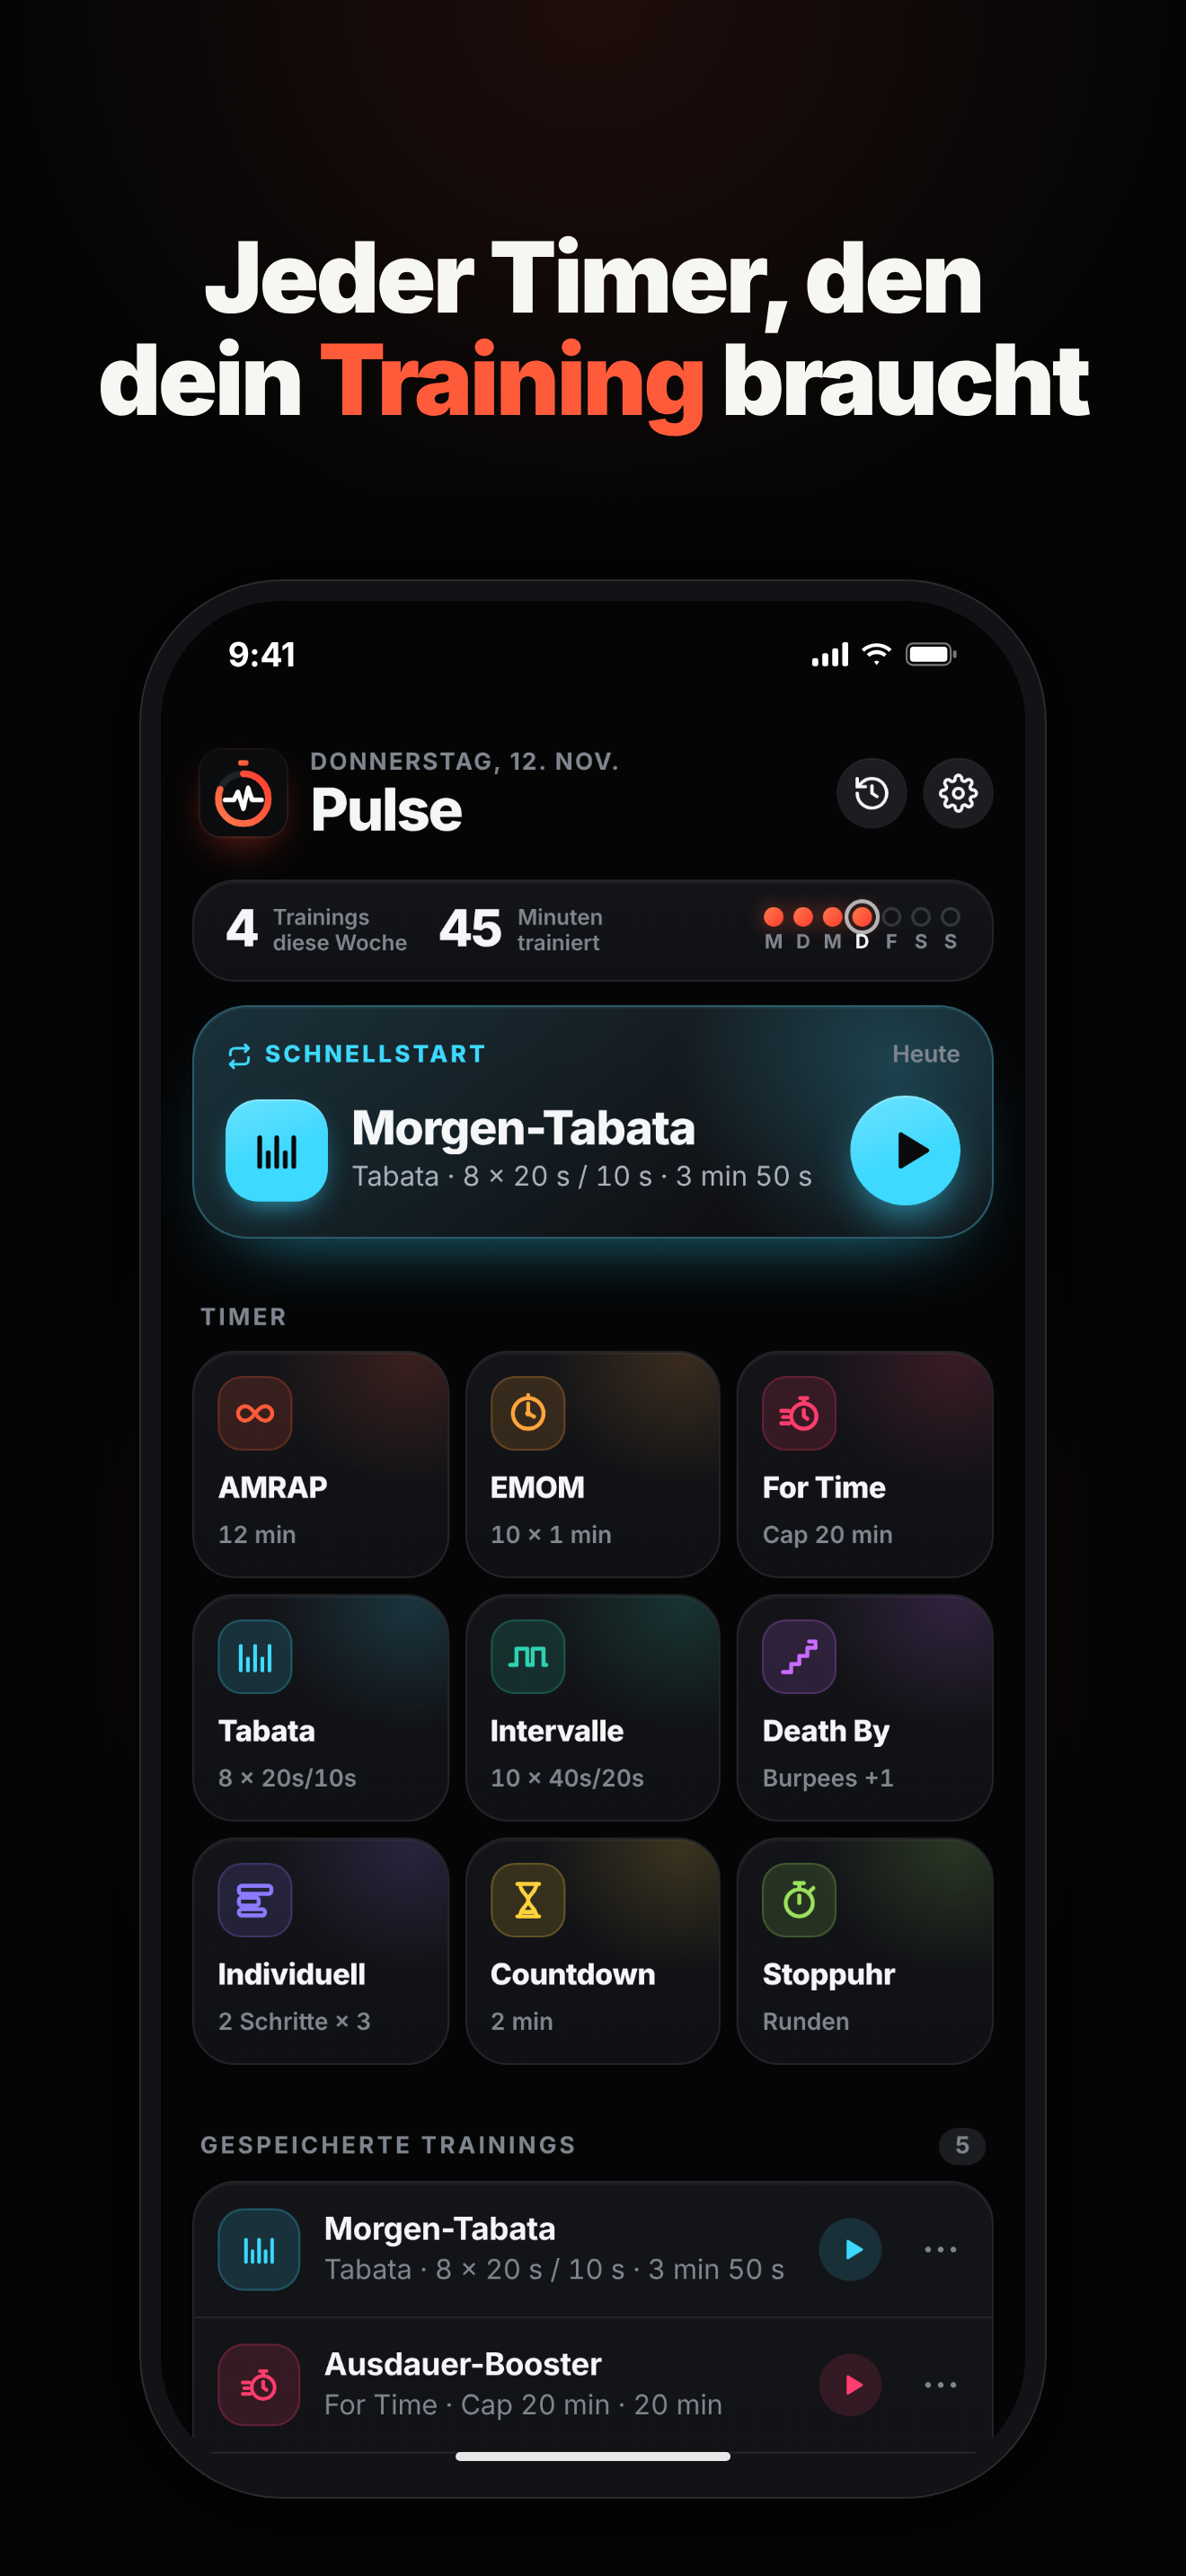 Jeder Timer, den
dein Training braucht
9:41
DONNERSTAG, 12. NOV.
Pulse
4 Trainings diese Woche
45 Minuten trainiert
M D M D F S S
SCHNELLSTART
Heute
Morgen-Tabata
Tabata · 8 × 20 s / 10 s · 3 min 50 s
TIMER
AMRAP
12 min
EMOM
10 × 1 min
For Time
Cap 20 min
Tabata
8 × 20s/10s
Intervalle
10 × 40s/20s
Death By
Burpees +1
Individuell
2 Schritte × 3
Countdown
2 min
Stoppuhr
Runden
GESPEICHERTE TRAININGS
5
Morgen-Tabata
Tabata · 8 × 20 s / 10 s · 3 min 50 s
Ausdauer-Booster
For Time · Cap 20 min · 20 min